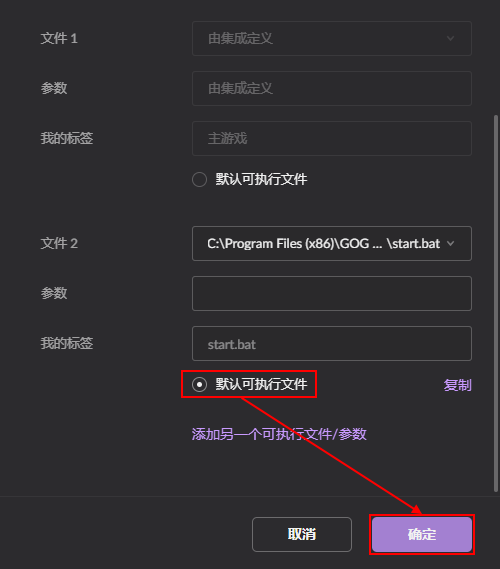 文件 1
由集成定义
参数
由集成定义
我的标签
主游戏
默认可执行文件
文件 2
C:\Program Files (x86)\GOG ... \start.bat
参数
我的标签
start.bat
默认可执行文件
复制
添加另一个可执行文件/参数
取消
确定